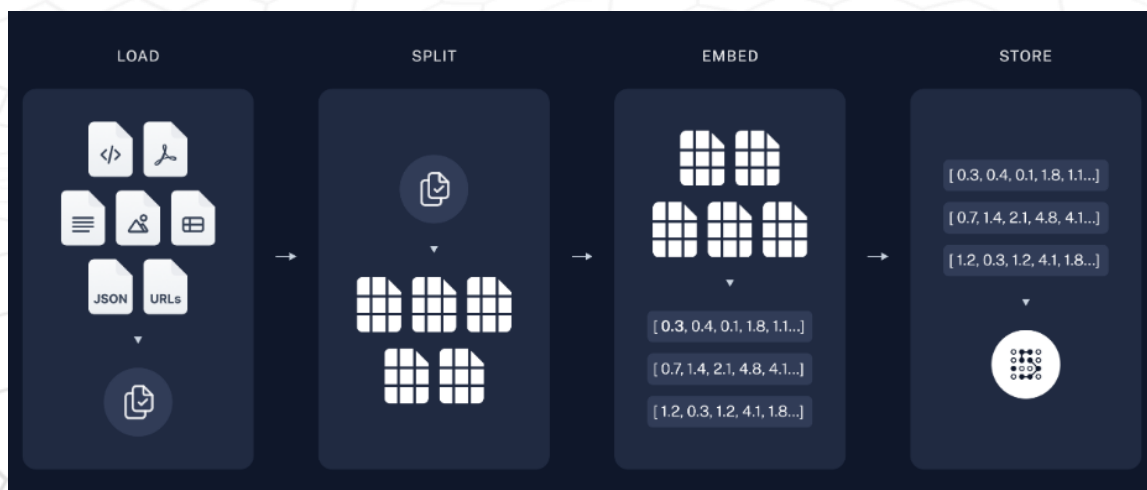 LOAD
SPLIT
EMBED
STORE
</>
JSON
URLs
[ 0.3, 0.4, 0.1, 1.8, 1.1...]
[ 0.7, 1.4, 2.1, 4.8, 4.1...]
[ 1.2, 0.3, 1.2, 4.1, 1.8...]
[ 0.3, 0.4, 0.1, 1.8, 1.1...]
[ 0.7, 1.4, 2.1, 4.8, 4.1...]
[ 1.2, 0.3, 1.2, 4.1, 1.8...]